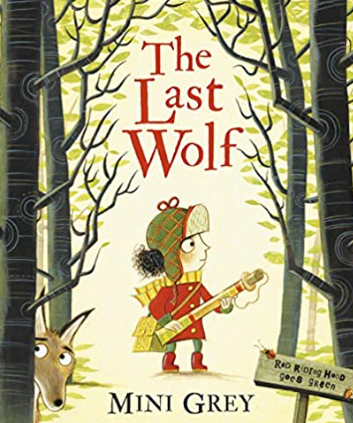 The
Last
Wolf
RED RIDING HOOD
GOES GREEN
MINI GREY